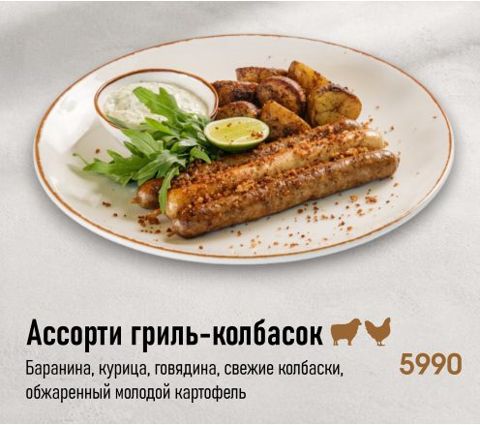 Ассорти гриль-колбасок
Баранина, курица, говядина, свежие колбаски,
обжаренный молодой картофель
5990